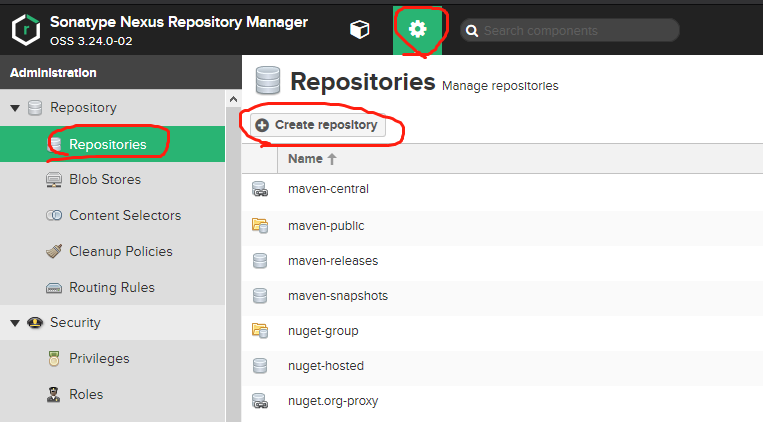 Sonatype Nexus Repository Manager
OSS 3.24.0-02
Search components
Administration
Repository
Repositories
Blob Stores
Content Selectors
Cleanup Policies
Routing Rules
Security
Privileges
Roles
Repositories Manage repositories
Create repository
Name
maven-central
maven-public
maven-releases
maven-snapshots
nuget-group
nuget-hosted
nuget.org-proxy